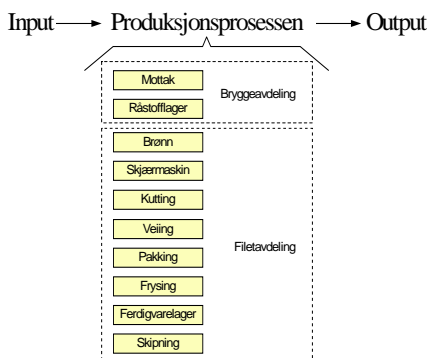 Input Produksjonsprosessen Output
Mottak
Bryggeavdeling
Råstofflager
Brønn
Skjærmaskin
Kutting
Veiing
Filetavdeling
Pakking
Frysing
Ferdigvarelager
Skipning